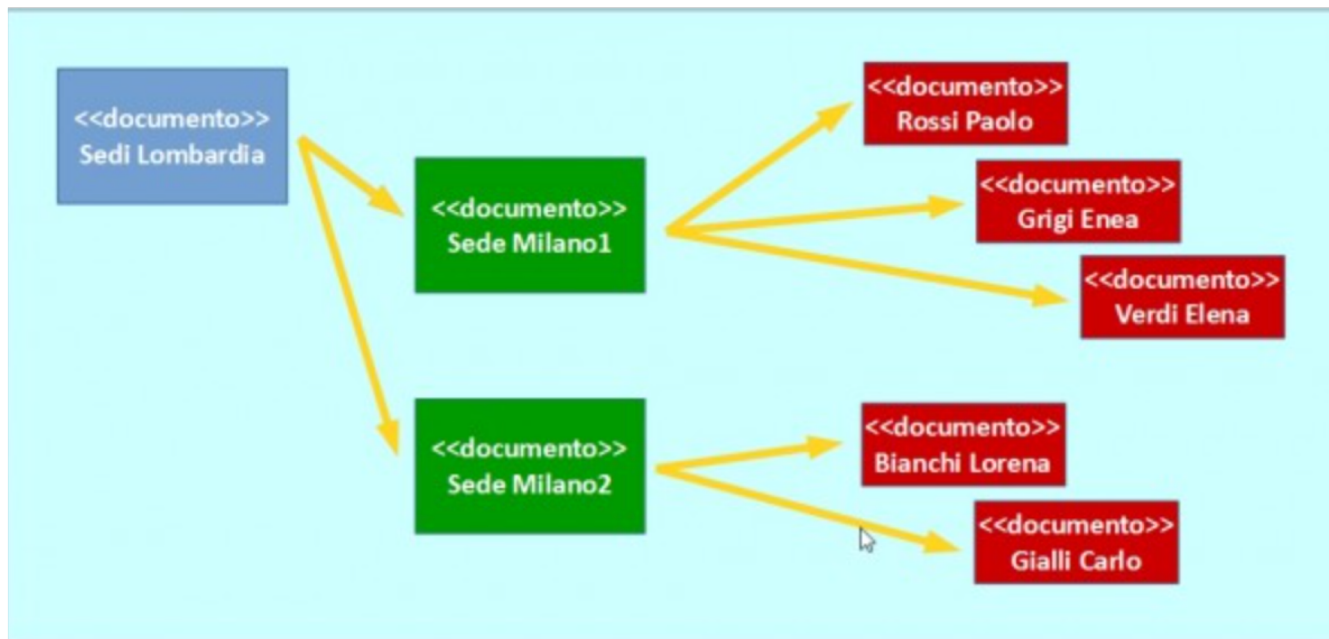 <<documento>>
Sedi Lombardia
<<documento>>
Sede Milano1
<<documento>>
Rossi Paolo
<<documento>>
Grigi Enea
<<documento>>
Verdi Elena
<<documento>>
Sede Milano2
<<documento>>
Bianchi Lorena
<<documento>>
Gialli Carlo